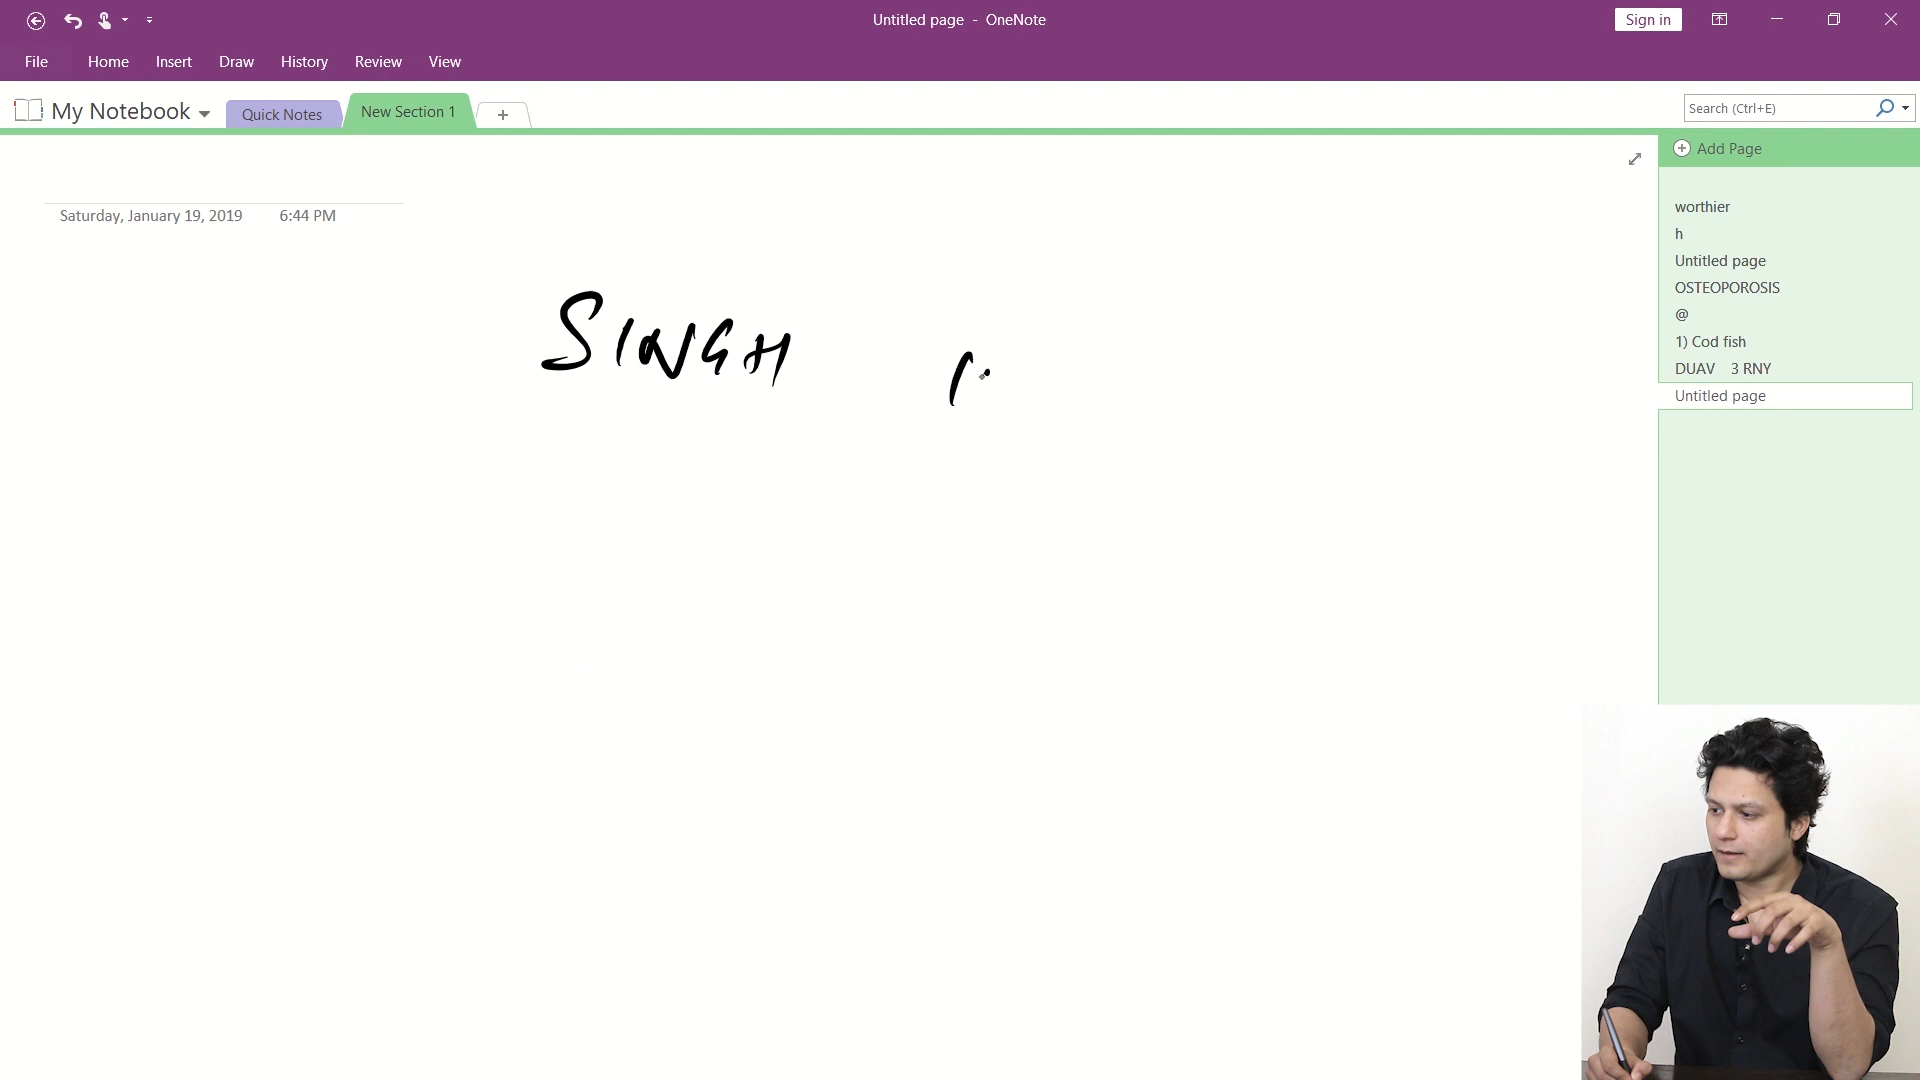 Untitled page - OneNote
Sign in
File Home Insert Draw History Review View
My Notebook Quick Notes New Section 1 +
Search (Ctrl+E)
Add Page
Saturday, January 19, 2019 6:44 PM
SINGH
worthier
h
Untitled page
OSTEOPOROSIS
@
1) Cod fish
DUAV 3 RNY
Untitled page